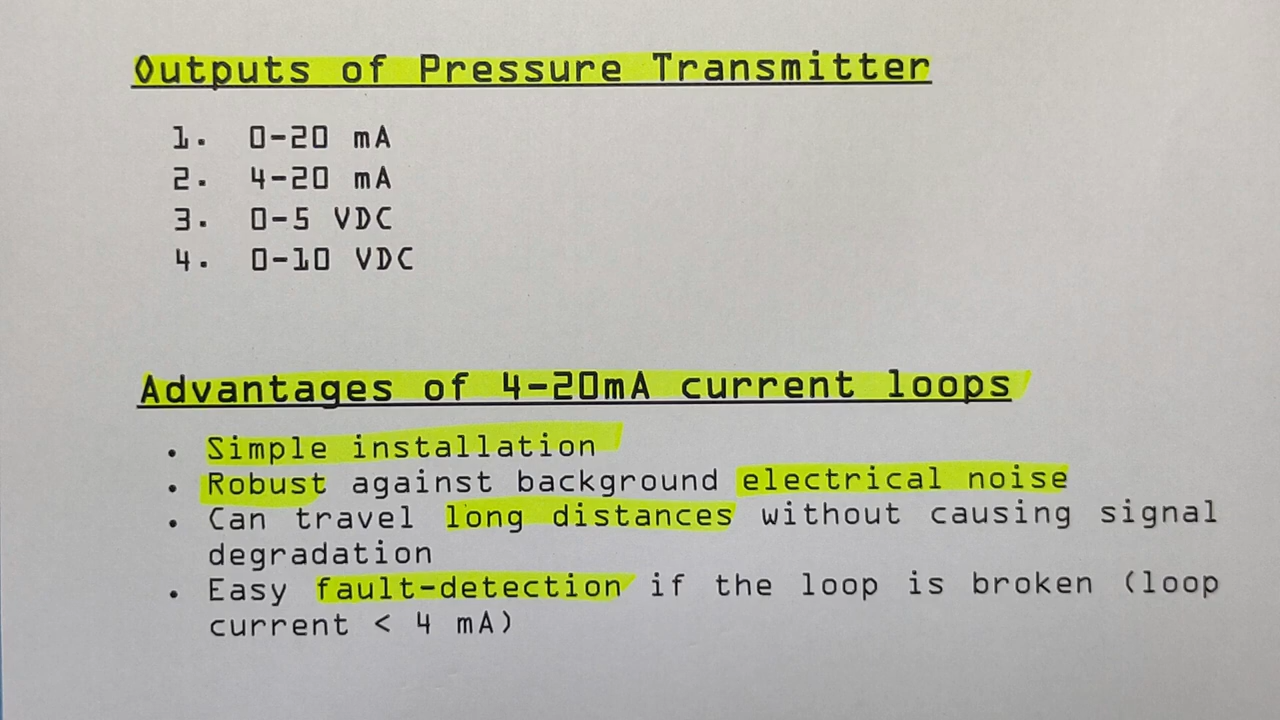 Outputs of Pressure Transmitter
1. 0-20 mA
2. 4-20 mA
3. 0-5 VDC
4. 0-10 VDC
Advantages of 4-20mA current loops
• Simple installation
• Robust against background electrical noise
• Can travel long distances without causing signal
degradation
• Easy fault-detection if the loop is broken (loop
current < 4 mA)